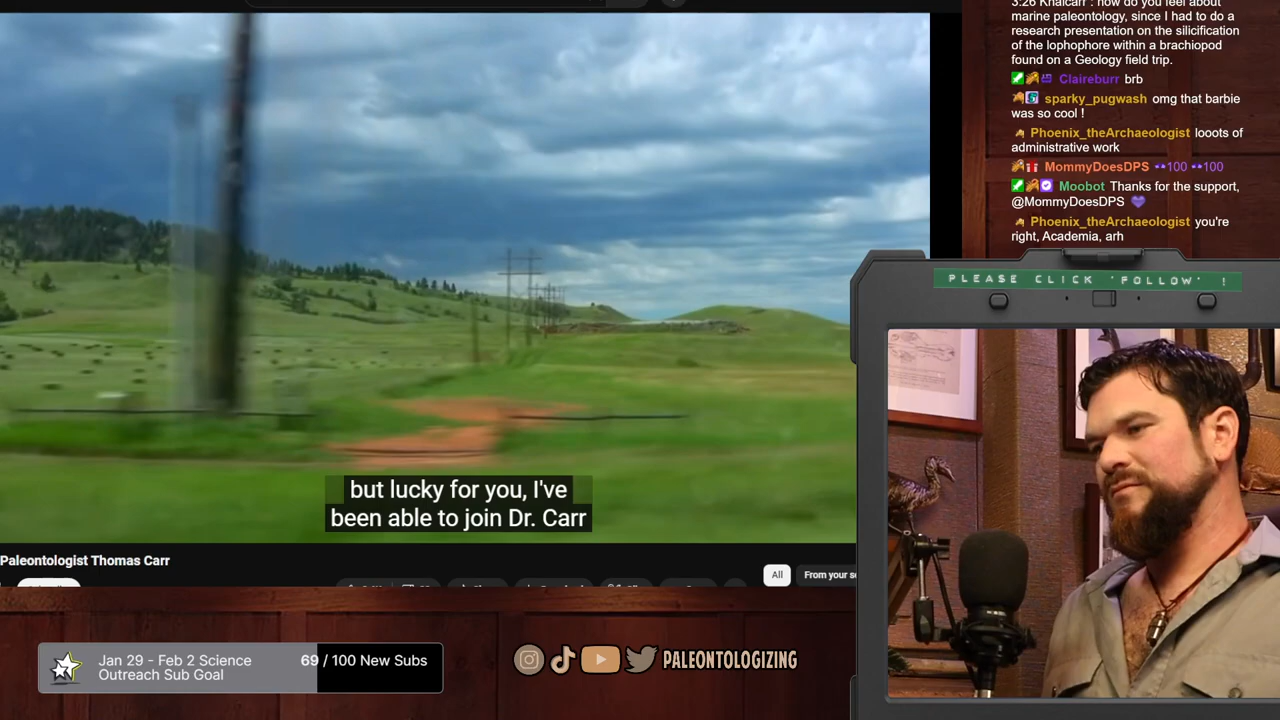 3:26 Khalcarr : how do you feel about
marine paleontology, since I had to do a
research presentation on the silicification
of the lophophore within a brachiopod
found on a Geology field trip.
Claireburr brb
sparky_pugwash omg that barbie
was so cool !
Phoenix_theArchaeologist looots of
administrative work
MommyDoesDPS 100 100
Moobot Thanks for the support,
@MommyDoesDPS 💜
Phoenix_theArchaeologist you're
right, Academia, arh
PLEASE CLICK 'FOLLOW' !
but lucky for you, I've
been able to join Dr. Carr
Paleontologist Thomas Carr
All
From your se
Jan 29 - Feb 2 Science
Outreach Sub Goal
69 / 100 New Subs
PALEONTOLOGIZING